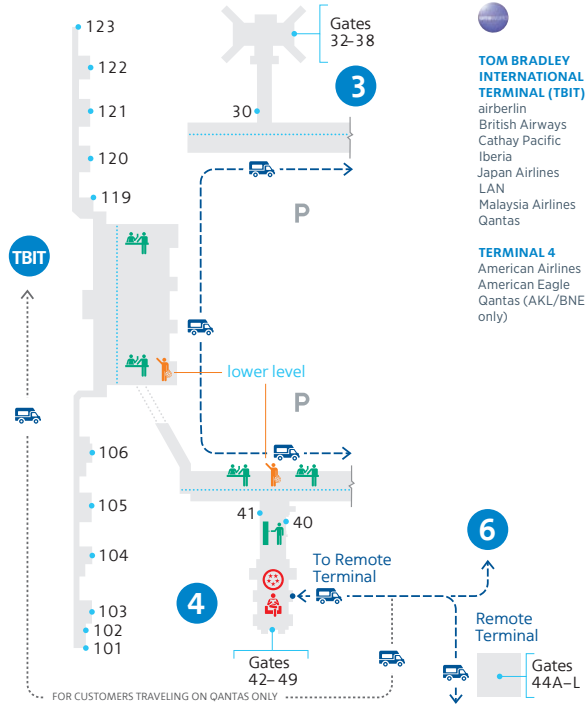 123
122
121
120
119
Gates
32–38
3
30
P
TBIT
lower level
P
106
105
104
103
102
101
41
40
4
To Remote
Terminal
6
Remote
Terminal
Gates
42–49
Gates
44A–L
FOR CUSTOMERS TRAVELING ON QANTAS ONLY
TOM BRADLEY
INTERNATIONAL
TERMINAL (TBIT)
airberlin
British Airways
Cathay Pacific
Iberia
Japan Airlines
LAN
Malaysia Airlines
Qantas
TERMINAL 4
American Airlines
American Eagle
Qantas (AKL/BNE
only)